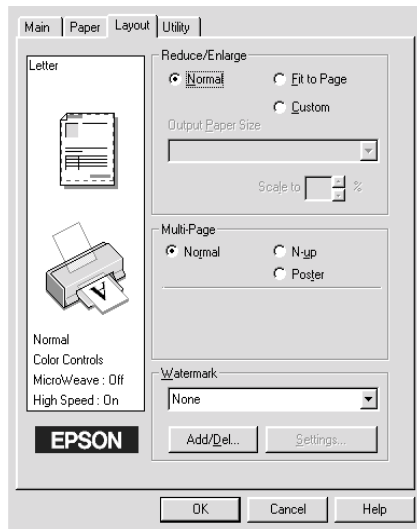 Main Paper Layout Utility
Letter
Normal
Color Controls
MicroWeave : Off
High Speed : On
EPSON
Reduce/Enlarge
Normal Fit to Page
Custom
Output Paper Size
Scale to %
Multi-Page
Normal N-up
Poster
Watermark
None
Add/Del... Settings...
OK Cancel Help